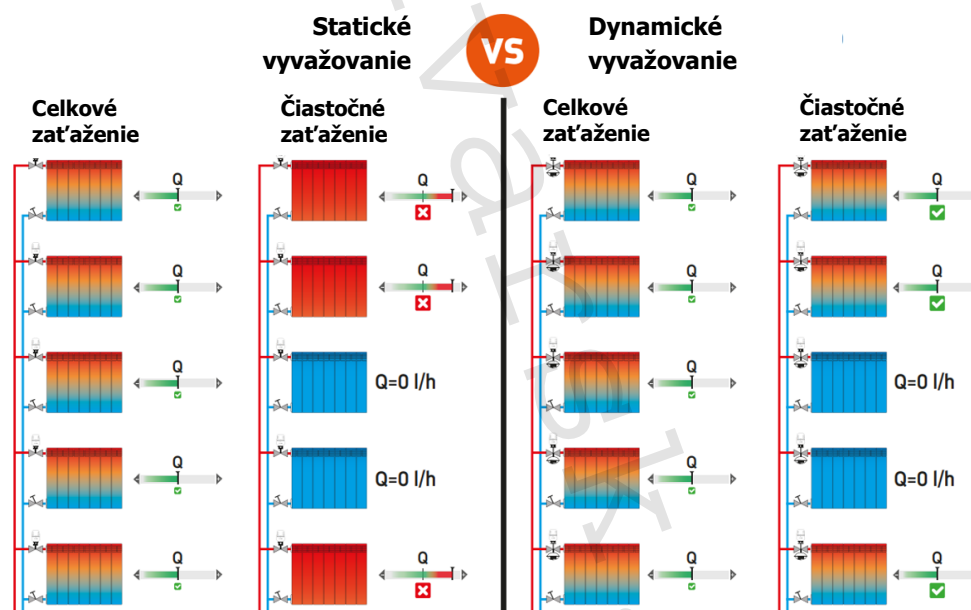 Statické
vyvažovanie
VS
Dynamické
vyvažovanie
Celkové
zaťaženie
Čiastočné
zaťaženie
Celkové
zaťaženie
Čiastočné
zaťaženie
Q
Q
Q
Q
Q
Q
Q
Q
Q
Q
Q=0 l/h
Q
Q=0 l/h
Q
Q=0 l/h
Q
Q=0 l/h
Q
Q
Q
Q